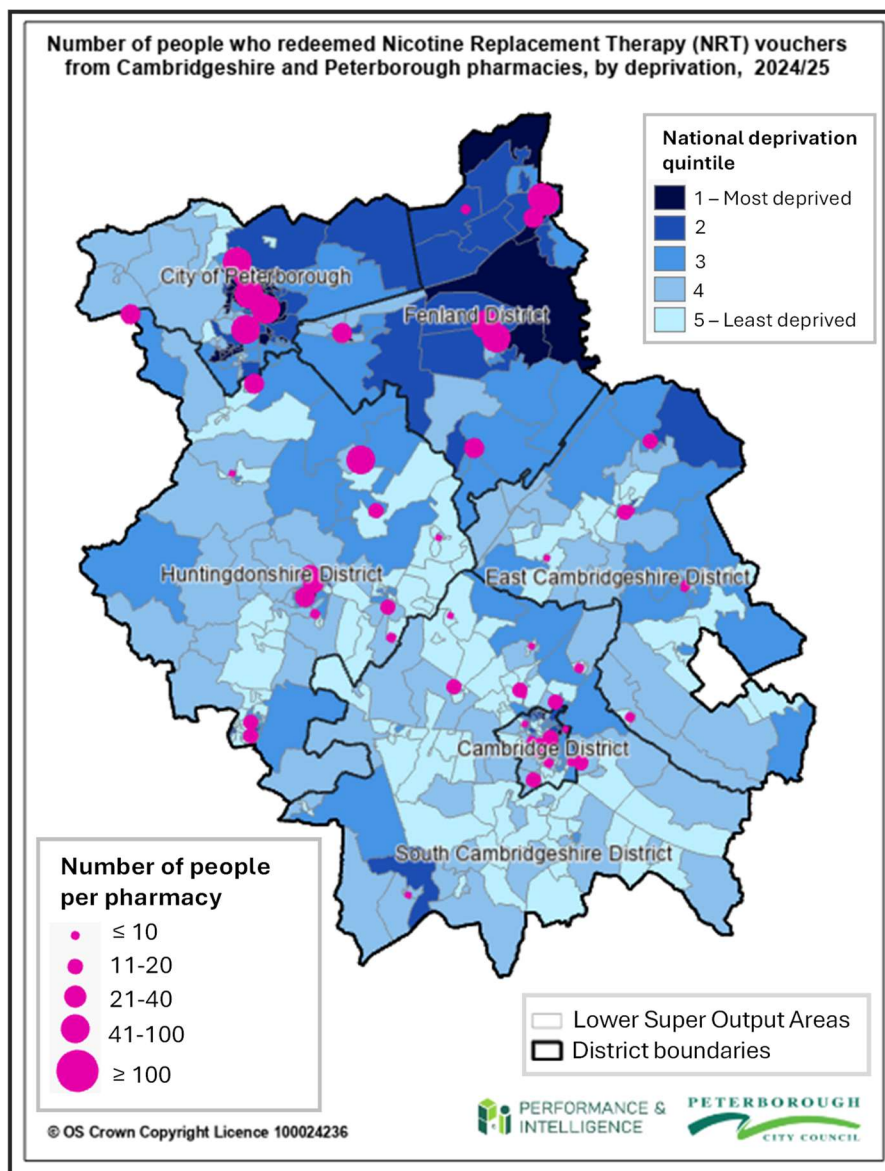 Number of people who redeemed Nicotine Replacement Therapy (NRT) vouchers
from Cambridgeshire and Peterborough pharmacies, by deprivation, 2024/25
National deprivation
quintile
1 – Most deprived
2
3
4
5 – Least deprived
City of Peterborough
Fenland District
Huntingdonshire District
East Cambridgeshire District
Cambridge District
South Cambridgeshire District
Number of people
per pharmacy
≤ 10
11-20
21-40
41-100
≥ 100
Lower Super Output Areas
District boundaries
© OS Crown Copyright Licence 100024236
PERFORMANCE &
INTELLIGENCE
PETERBOROUGH
CITY COUNCIL